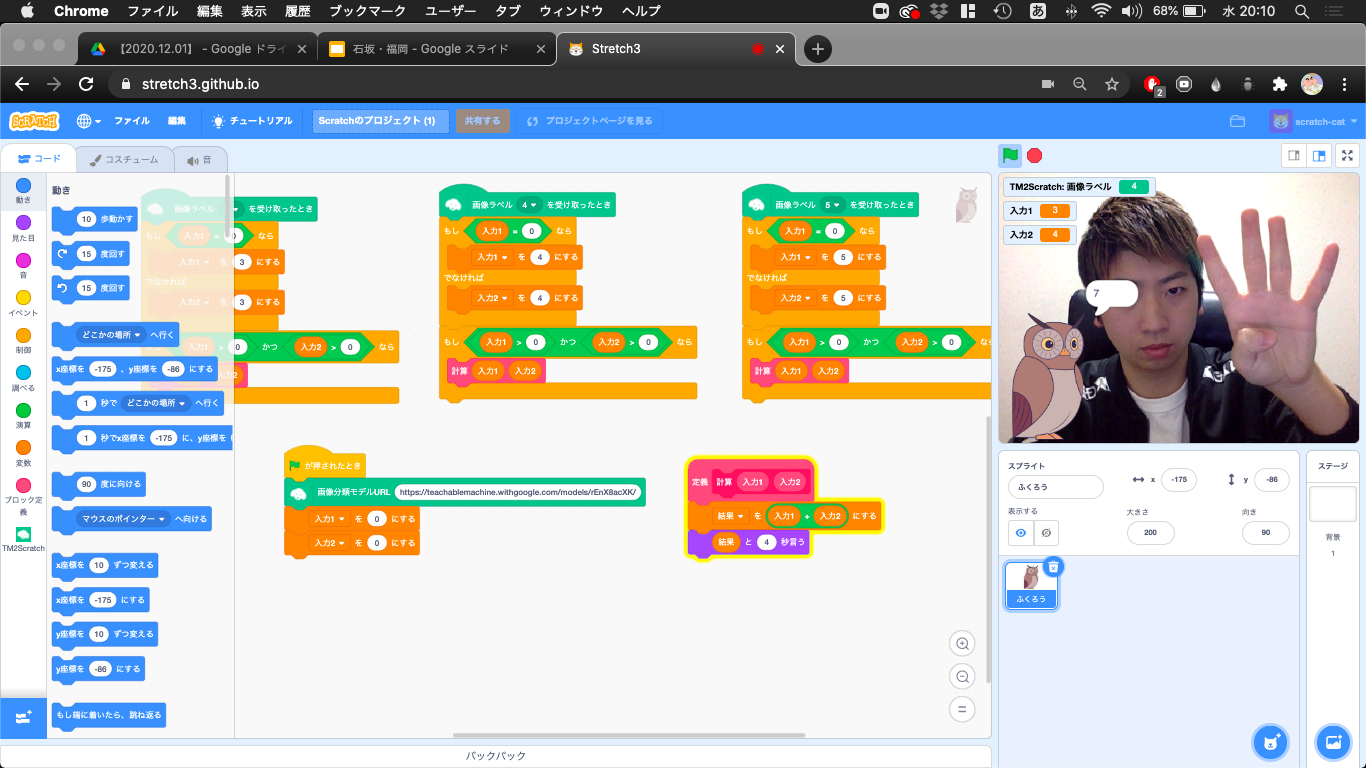 Chrome ファイル 編集 表示 履歴 ブックマーク ユーザー タブ ウィンドウ ヘルプ あ 68% 水 20:10
【2020.12.01】 - Google ドライ
石坂・福岡 - Google スライド
Stretch3
stretch3.github.io
2
SCRATCH ファイル 編集 チュートリアル Scratchのプロジェクト (1) 共有する プロジェクトページを見る scratch-cat
コード コスチューム 音
動き
見た目
音
イベント
制御
調べる
演算
変数
ブロック定義
TM2Scratch
動き
10 歩動かす
15 度回す
15 度回す
どこかの場所 へ行く
x座標を -175 、y座標を -86 にする
1 秒で どこかの場所 へ行く
1 秒でx座標を -175 に、y座標を
90 度に向ける
マウスのポインター へ向ける
x座標を 10 ずつ変える
x座標を -175 にする
y座標を 10 ずつ変える
y座標を -86 にする
もし端に着いたら、跳ね返る
画像ラベル を受け取ったとき
もし 入力1 = 0 なら
入力1 を 3 にする
でなければ
入力2 を 3 にする
入力1 > 0 かつ 入力2 > 0 なら
画像ラベル 4 を受け取ったとき
もし 入力1 = 0 なら
入力1 を 4 にする
でなければ
入力2 を 4 にする
もし 入力1 > 0 かつ 入力2 > 0 なら
計算 入力1 入力2
画像ラベル 5 を受け取ったとき
もし 入力1 = 0 なら
入力1 を 5 にする
でなければ
入力2 を 5 にする
もし 入力1 > 0 かつ 入力2 > 0 なら
計算 入力1 入力2
が押されたとき
画像分類モデルURL https://teachablemachine.withgoogle.com/models/rEnX8acXK/
入力1 を 0 にする
入力2 を 0 にする
定義 計算 入力1 入力2
結果 を 入力1 + 入力2 にする
結果 と 4 秒言う
バックパック
TM2Scratch: 画像ラベル 4
入力1 3
入力2 4
7
スプライト
ふくろう
x -175 y -86
表示する 大きさ 向き
200 90
ふくろう
ステージ
背景
1